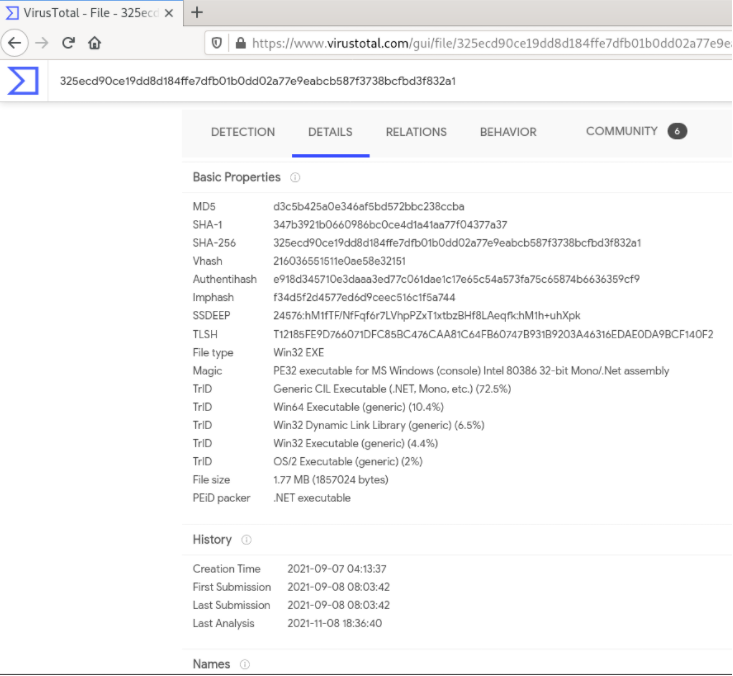 VirusTotal - File - 325ecd
https://www.virustotal.com/gui/file/325ecd90ce19dd8d184ffe7dfb01b0dd02a77e9ea
325ecd90ce19dd8d184ffe7dfb01b0dd02a77e9eabcb587f3738bcfbd3f832a1
DETECTION DETAILS RELATIONS BEHAVIOR COMMUNITY 6
Basic Properties
MD5 d3c5b425a0e346af5bd572bbc238ccba
SHA-1 347b3921b0660986bc0ce4d1a41aa77f04377a37
SHA-256 325ecd90ce19dd8d184ffe7dfb01b0dd02a77e9eabcb587f3738bcfbd3f832a1
Vhash 216036551511e0ae58e32151
Authentihash e918d345710e3daaa3ed77c061dae1c17e65c54a573fa75c65874b6636359cf9
Imphash f34d5f2d4577ed6d9ceec516c1f5a744
SSDEEP 24576:hM1fTF/NfFqf6r7LVhpPZxT1xtbzBHf8LAeqfk:hM1h+uhXpk
TLSH T12185FE9D766071DFC85BC476CAA81C64FB60747B931B9203A46316EDAE0DA9BCF140F2
File type Win32 EXE
Magic PE32 executable for MS Windows (console) Intel 80386 32-bit Mono/.Net assembly
TrID Generic CIL Executable (.NET, Mono, etc.) (72.5%)
TrID Win64 Executable (generic) (10.4%)
TrID Win32 Dynamic Link Library (generic) (6.5%)
TrID Win32 Executable (generic) (4.4%)
TrID OS/2 Executable (generic) (2%)
File size 1.77 MB (1857024 bytes)
PEiD packer .NET executable
History
Creation Time 2021-09-07 04:13:37
First Submission 2021-09-08 08:03:42
Last Submission 2021-09-08 08:03:42
Last Analysis 2021-11-08 18:36:40
Names